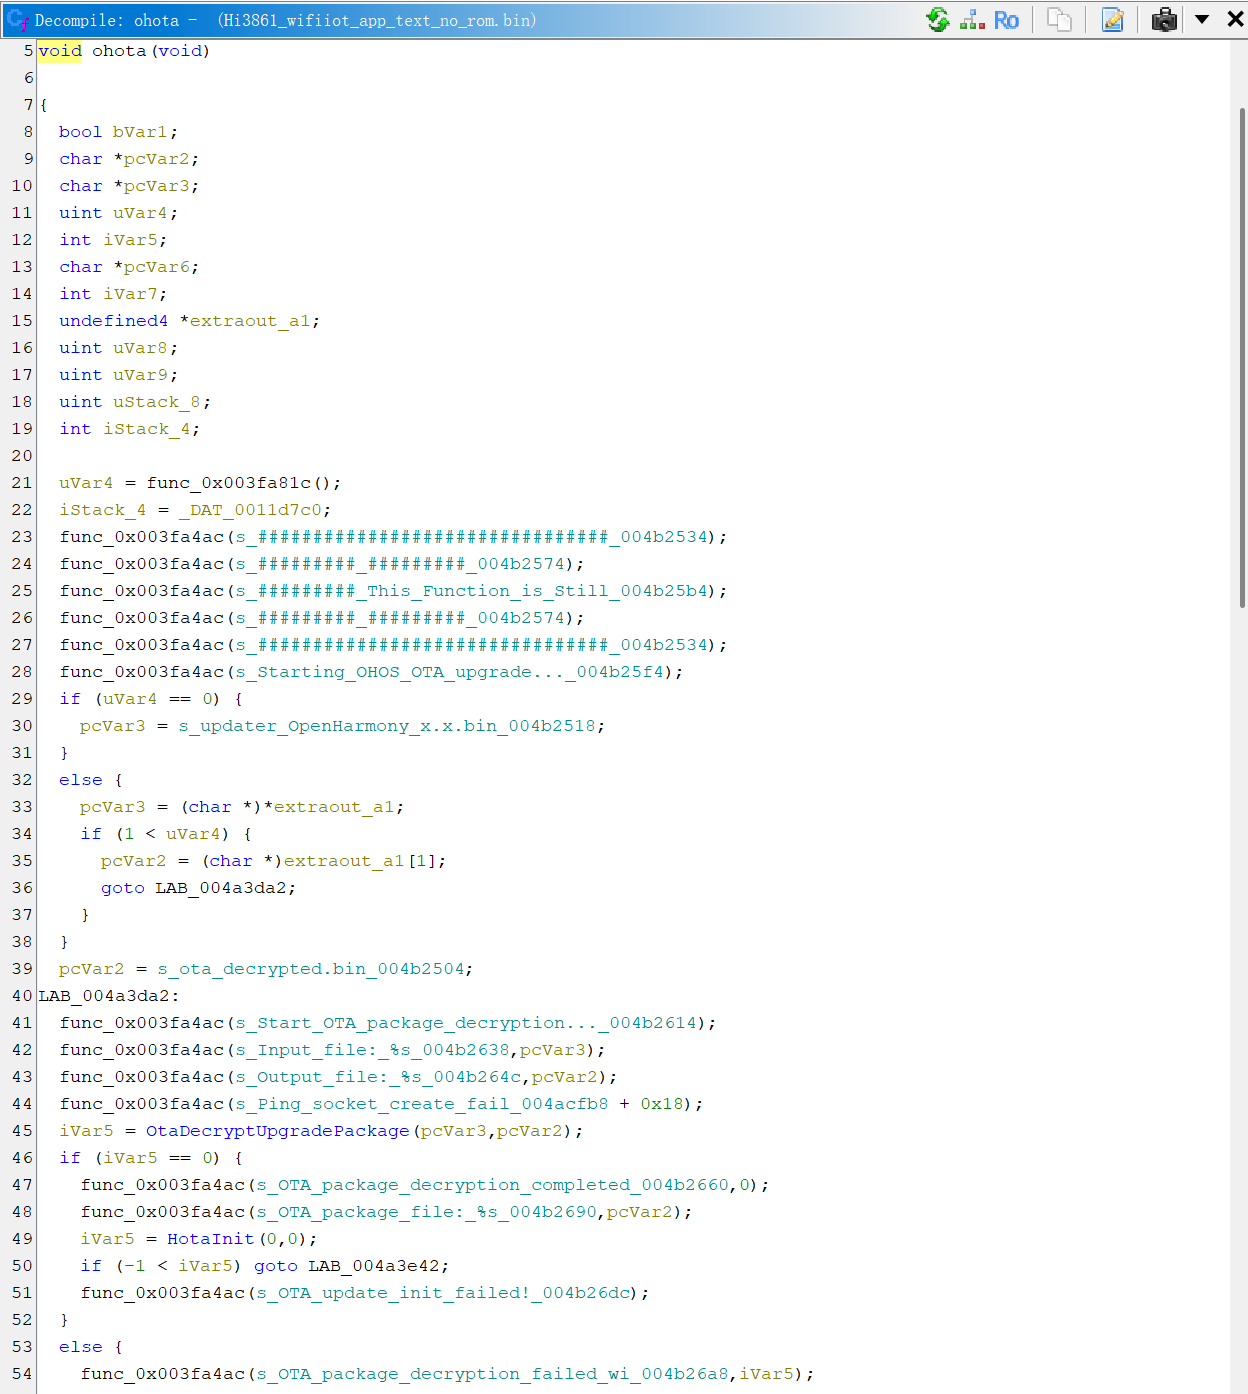 Decompile: ohota - (Hi3861_wifiiot_app_text_no_rom.bin)
Ro
5 void ohota(void)
6
7 {
8 bool bVar1;
9 char *pcVar2;
10 char *pcVar3;
11 uint uVar4;
12 int iVar5;
13 char *pcVar6;
14 int iVar7;
15 undefined4 *extraout_a1;
16 uint uVar8;
17 uint uVar9;
18 uint uStack_8;
19 int iStack_4;
20
21 uVar4 = func_0x003fa81c();
22 iStack_4 = _DAT_0011d7c0;
23 func_0x003fa4ac(s_################################_004b2534);
24 func_0x003fa4ac(s_#########_#########_004b2574);
25 func_0x003fa4ac(s_#########_This_Function_is_Still_004b25b4);
26 func_0x003fa4ac(s_#########_#########_004b2574);
27 func_0x003fa4ac(s_################################_004b2534);
28 func_0x003fa4ac(s_Starting_OHOS_OTA_upgrade..._004b25f4);
29 if (uVar4 == 0) {
30 pcVar3 = s_updater_OpenHarmony_x.x.bin_004b2518;
31 }
32 else {
33 pcVar3 = (char *)*extraout_a1;
34 if (1 < uVar4) {
35 pcVar2 = (char *)extraout_a1[1];
36 goto LAB_004a3da2;
37 }
38 }
39 pcVar2 = s_ota_decrypted.bin_004b2504;
40 LAB_004a3da2:
41 func_0x003fa4ac(s_Start_OTA_package_decryption..._004b2614);
42 func_0x003fa4ac(s_Input_file:_%s_004b2638,pcVar3);
43 func_0x003fa4ac(s_Output_file:_%s_004b264c,pcVar2);
44 func_0x003fa4ac(s_Ping_socket_create_fail_004acfb8 + 0x18);
45 iVar5 = OtaDecryptUpgradePackage(pcVar3,pcVar2);
46 if (iVar5 == 0) {
47 func_0x003fa4ac(s_OTA_package_decryption_completed_004b2660,0);
48 func_0x003fa4ac(s_OTA_package_file:_%s_004b2690,pcVar2);
49 iVar5 = HotaInit(0,0);
50 if (-1 < iVar5) goto LAB_004a3e42;
51 func_0x003fa4ac(s_OTA_update_init_failed!_004b26dc);
52 }
53 else {
54 func_0x003fa4ac(s_OTA_package_decryption_failed_wi_004b26a8,iVar5);